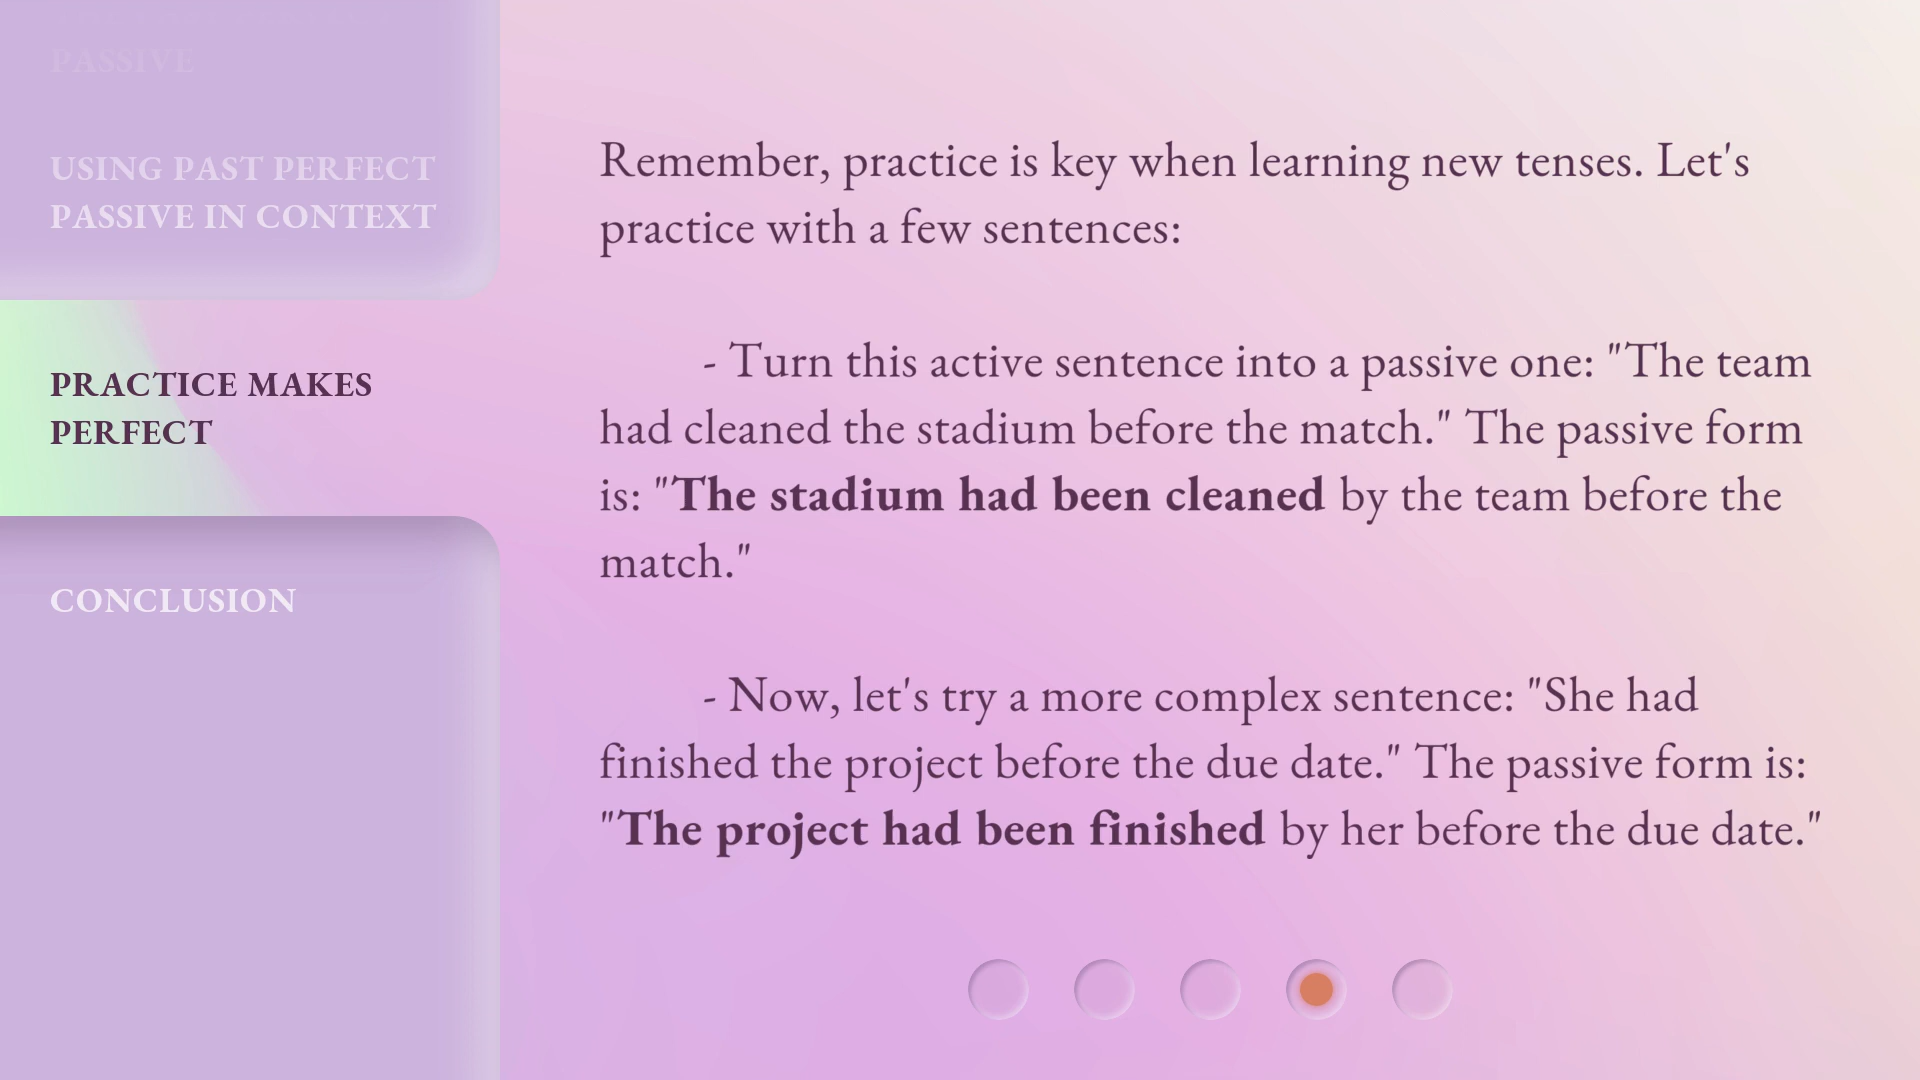 PASSIVE
USING PAST PERFECT
PASSIVE IN CONTEXT
PRACTICE MAKES
PERFECT
CONCLUSION
Remember, practice is key when learning new tenses. Let's
practice with a few sentences:
- Turn this active sentence into a passive one: "The team
had cleaned the stadium before the match." The passive form
is: "The stadium had been cleaned by the team before the
match."
- Now, let's try a more complex sentence: "She had
finished the project before the due date." The passive form is:
"The project had been finished by her before the due date."